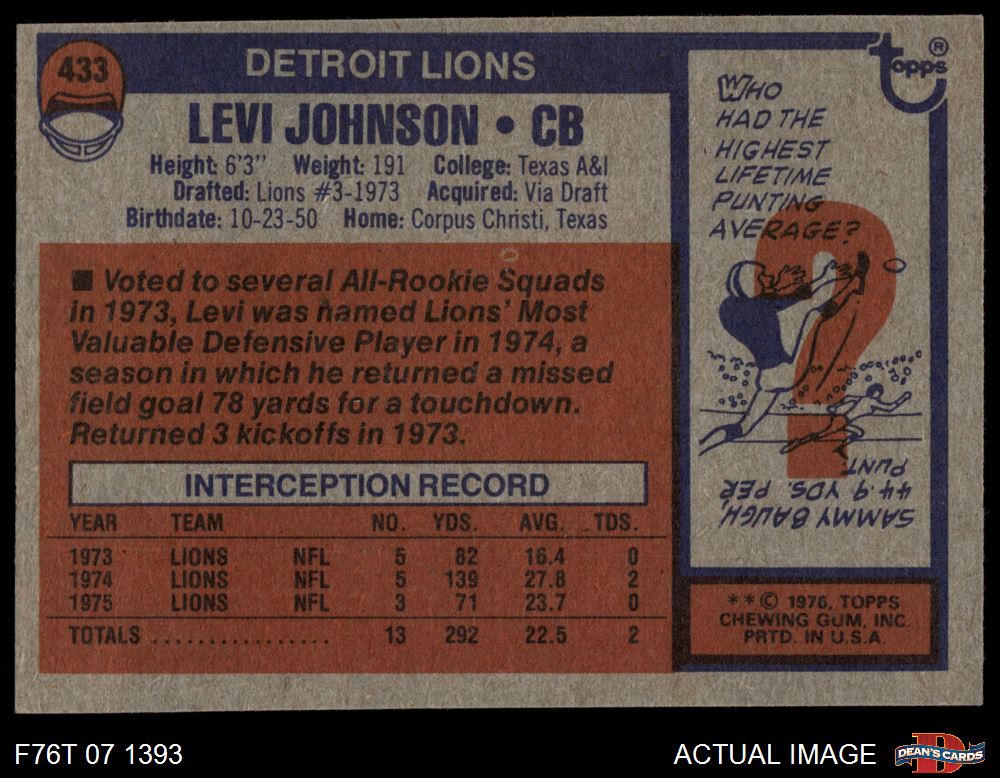 433
DETROIT LIONS
LEVI JOHNSON • CB
Height: 6'3" Weight: 191 College: Texas A&I
Drafted: Lions #3-1973 Acquired: Via Draft
Birthdate: 10-23-50 Home: Corpus Christi, Texas
■ Voted to several All-Rookie Squads
in 1973, Levi was named Lions' Most
Valuable Defensive Player in 1974, a
season in which he returned a missed
field goal 78 yards for a touchdown.
Returned 3 kickoffs in 1973.
INTERCEPTION RECORD
YEAR TEAM NO. YDS. AVG. TDS.
1973 LIONS NFL 5 82 16.4 0
1974 LIONS NFL 5 139 27.8 2
1975 LIONS NFL 3 71 23.7 0
TOTALS ................ 13 292 22.5 2
topps ®
WHO
HAD THE
HIGHEST
LIFETIME
PUNTING
AVERAGE?
SAMMY BAUGH,
44.9 YDS. PER
PUNT
**© 1976, TOPPS
CHEWING GUM, INC.
PRTD. IN U.S.A.
F76T 07 1393
ACTUAL IMAGE
DEAN'S CARDS